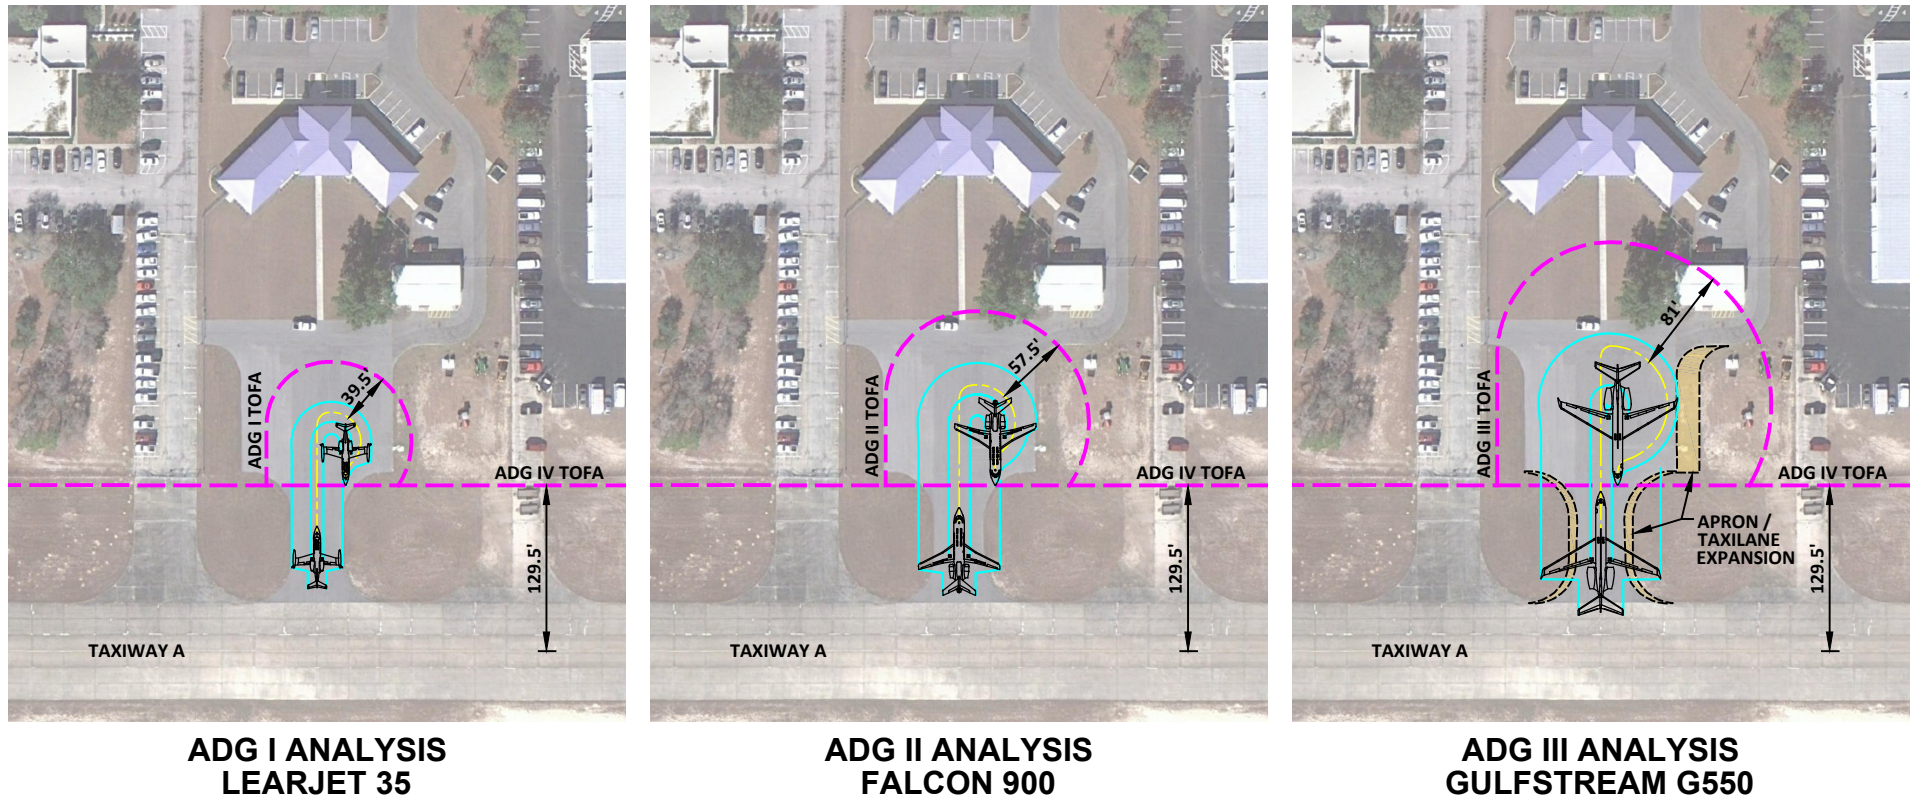 ADG I TOFA
39.5'
ADG IV TOFA
129.5'
TAXIWAY A
ADG I ANALYSIS
LEARJET 35
ADG II TOFA
57.5'
ADG IV TOFA
129.5'
TAXIWAY A
ADG II ANALYSIS
FALCON 900
ADG III TOFA
81'
ADG IV TOFA
APRON /
TAXILANE
EXPANSION
129.5'
TAXIWAY A
ADG III ANALYSIS
GULFSTREAM G550